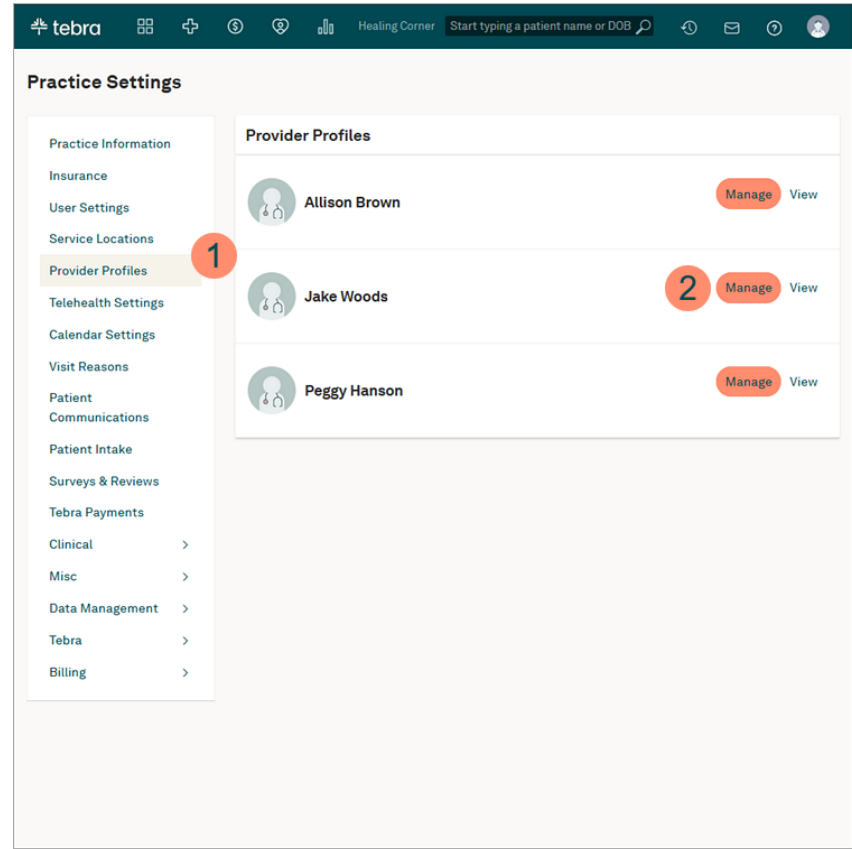 tebra
Healing Corner
Start typing a patient name or DOB
Practice Settings
Practice Information
Insurance
User Settings
Service Locations
1
Provider Profiles
Telehealth Settings
Calendar Settings
Visit Reasons
Patient
Communications
Patient Intake
Surveys & Reviews
Tebra Payments
Clinical
Misc
Data Management
Tebra
Billing
Provider Profiles
Allison Brown
Manage View
Jake Woods
2 Manage View
Peggy Hanson
Manage View